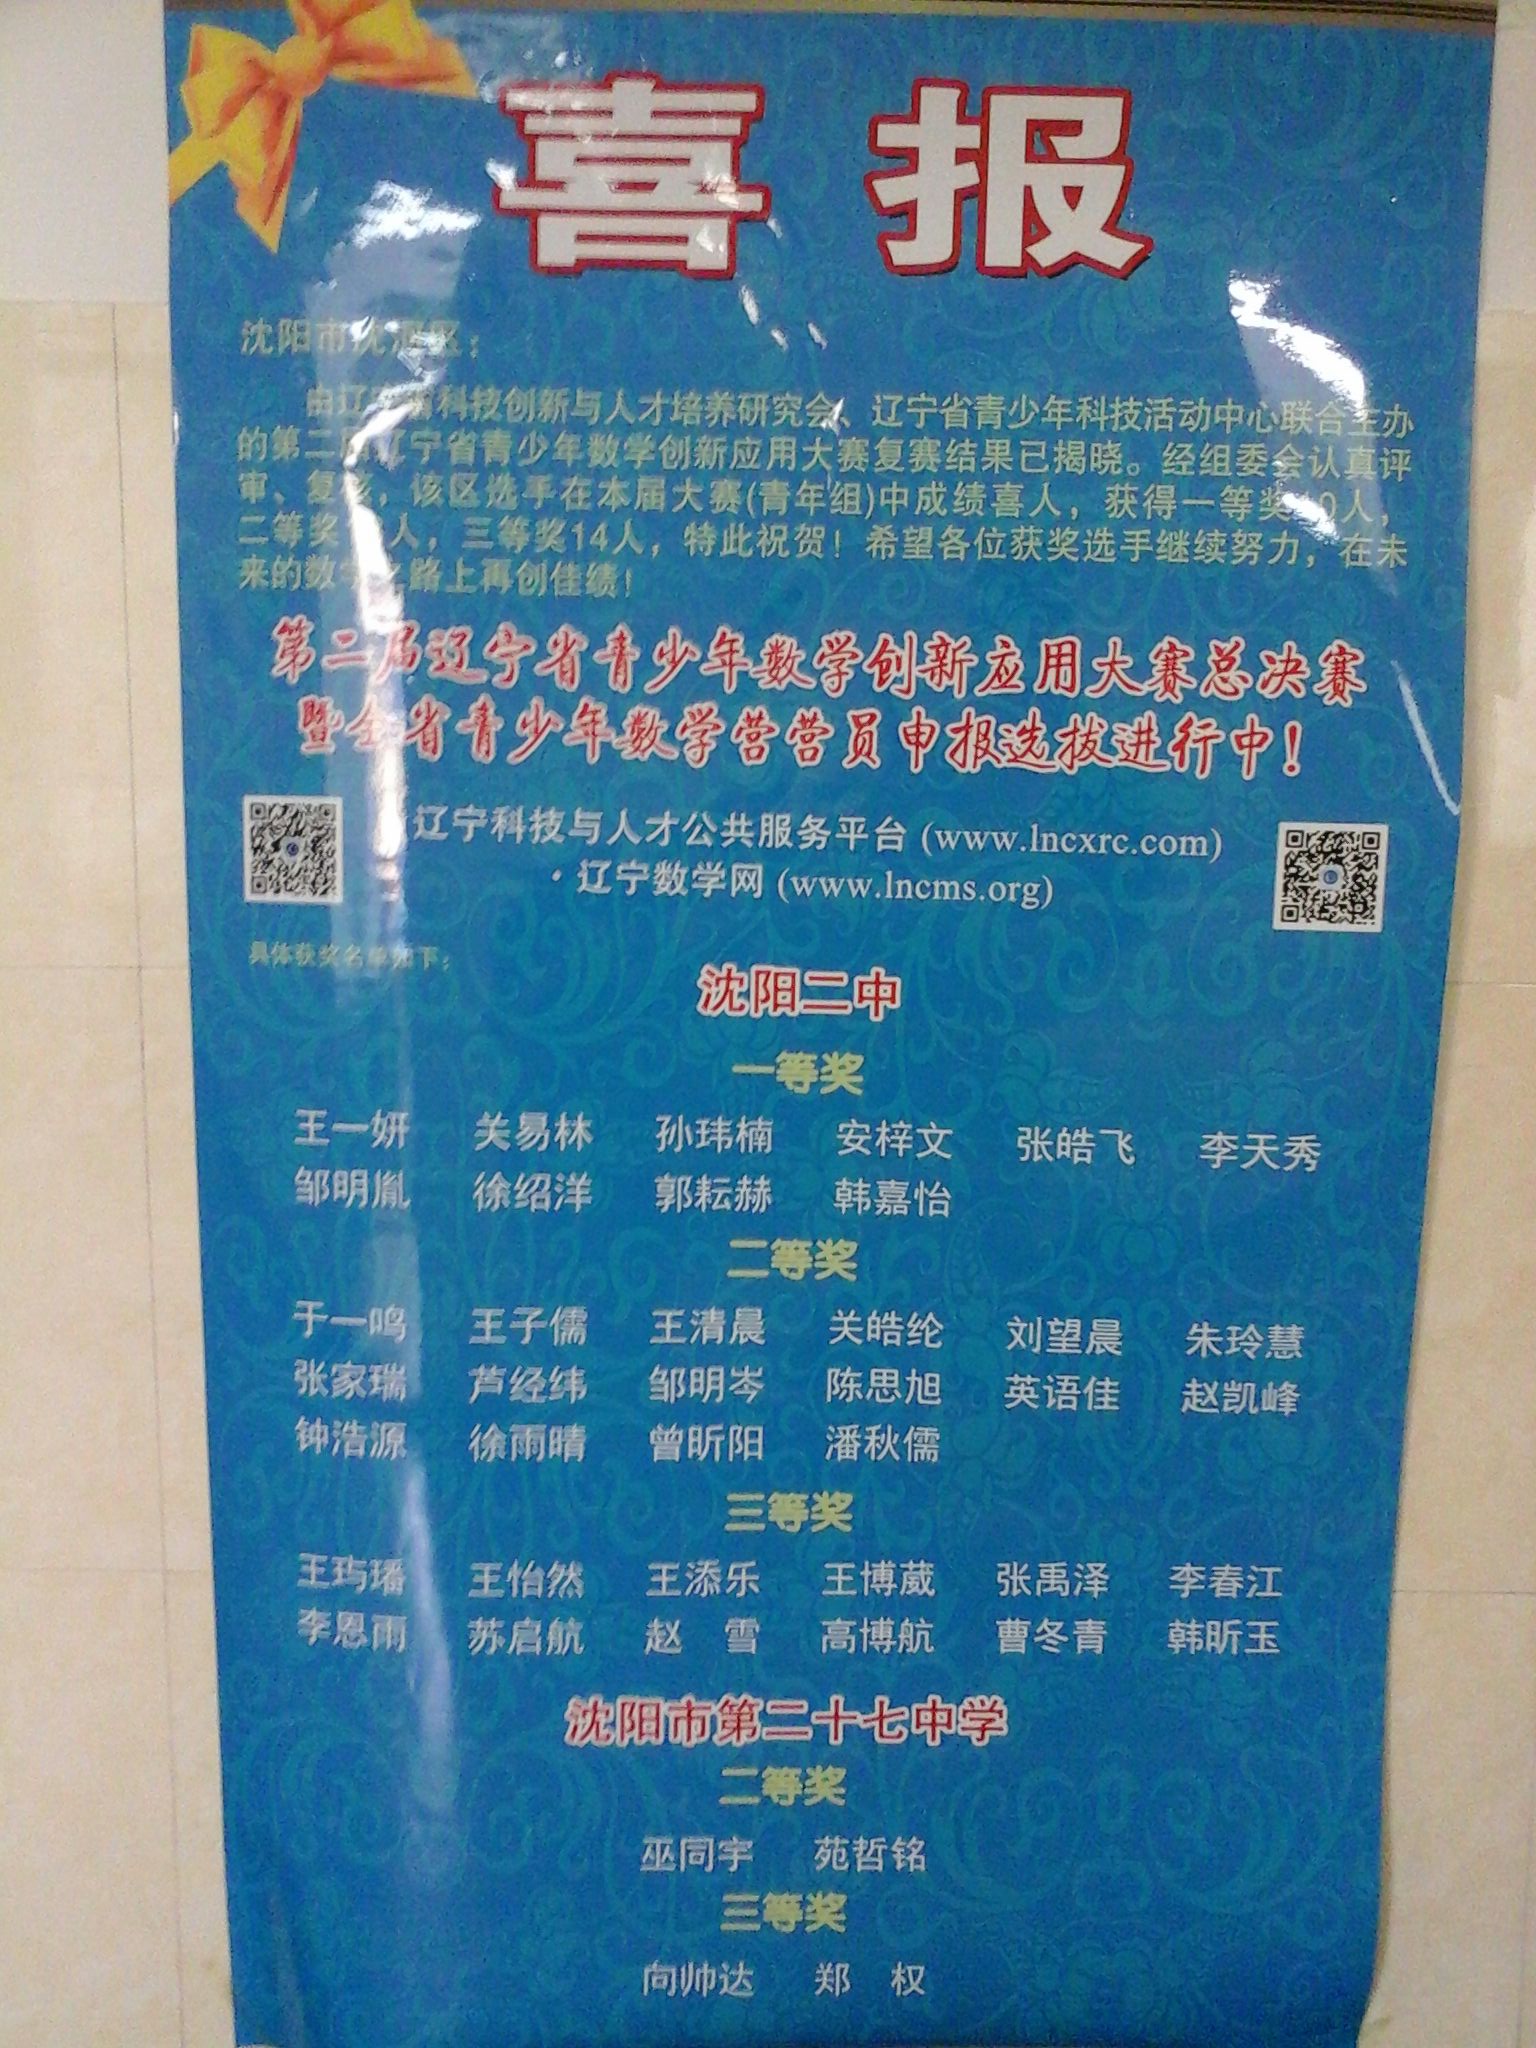 喜报
沈阳市沈河区：
由辽宁省科技创新与人才培养研究会、辽宁省青少年科技活动中心联合主办
的第二届辽宁省青少年数学创新应用大赛复赛结果已揭晓。经组委会认真评
审、复核，该区选手在本届大赛(青年组)中成绩喜人，获得一等奖10人，
二等奖 人，三等奖14人，特此祝贺！希望各位获奖选手继续努力，在未
来的数学之路上再创佳绩！
第二届辽宁省青少年数学创新应用大赛总决赛
暨全省青少年数学营营员申报选拔进行中！
辽宁科技与人才公共服务平台 (www.lncxrc.com)
·辽宁数学网 (www.lncms.org)
具体获奖名单如下：
沈阳二中
一等奖
王一妍 关易林 孙玮楠 安梓文 张皓飞 李天秀
邹明胤 徐绍洋 郭耘赫 韩嘉怡
二等奖
于一鸣 王子儒 王清晨 关皓纶 刘望晨 朱玲慧
张家瑞 芦经纬 邹明岑 陈思旭 英语佳 赵凯峰
钟浩源 徐雨晴 曾昕阳 潘秋儒
三等奖
王玙璠 王怡然 王添乐 王博葳 张禹泽 李春江
李恩雨 苏启航 赵 雪 高博航 曹冬青 韩昕玉
沈阳市第二十七中学
二等奖
巫同宇 苑哲铭
三等奖
向帅达 郑 权